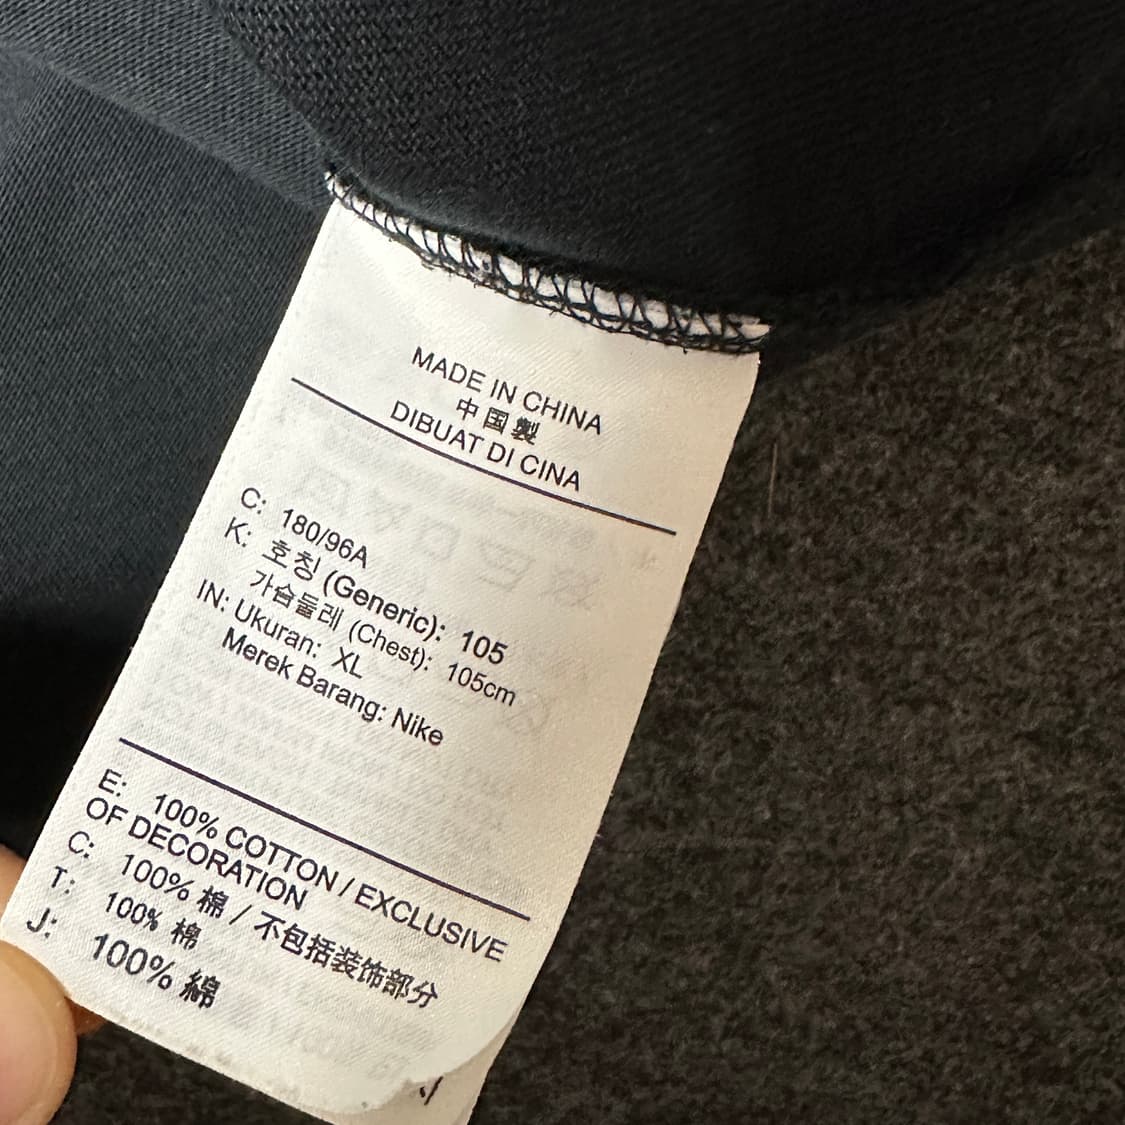 MADE IN CHINA
中国製
DIBUAT DI CINA
C: 180/96A
K: 호칭 (Generic): 105
가슴둘레 (Chest): 105cm
IN: Ukuran: XL
Merek Barang: Nike
E: 100% COTTON / EXCLUSIVE
OF DECORATION
C: 100% 棉 / 不包括装饰部分
T: 100% 棉
J: 100% 綿